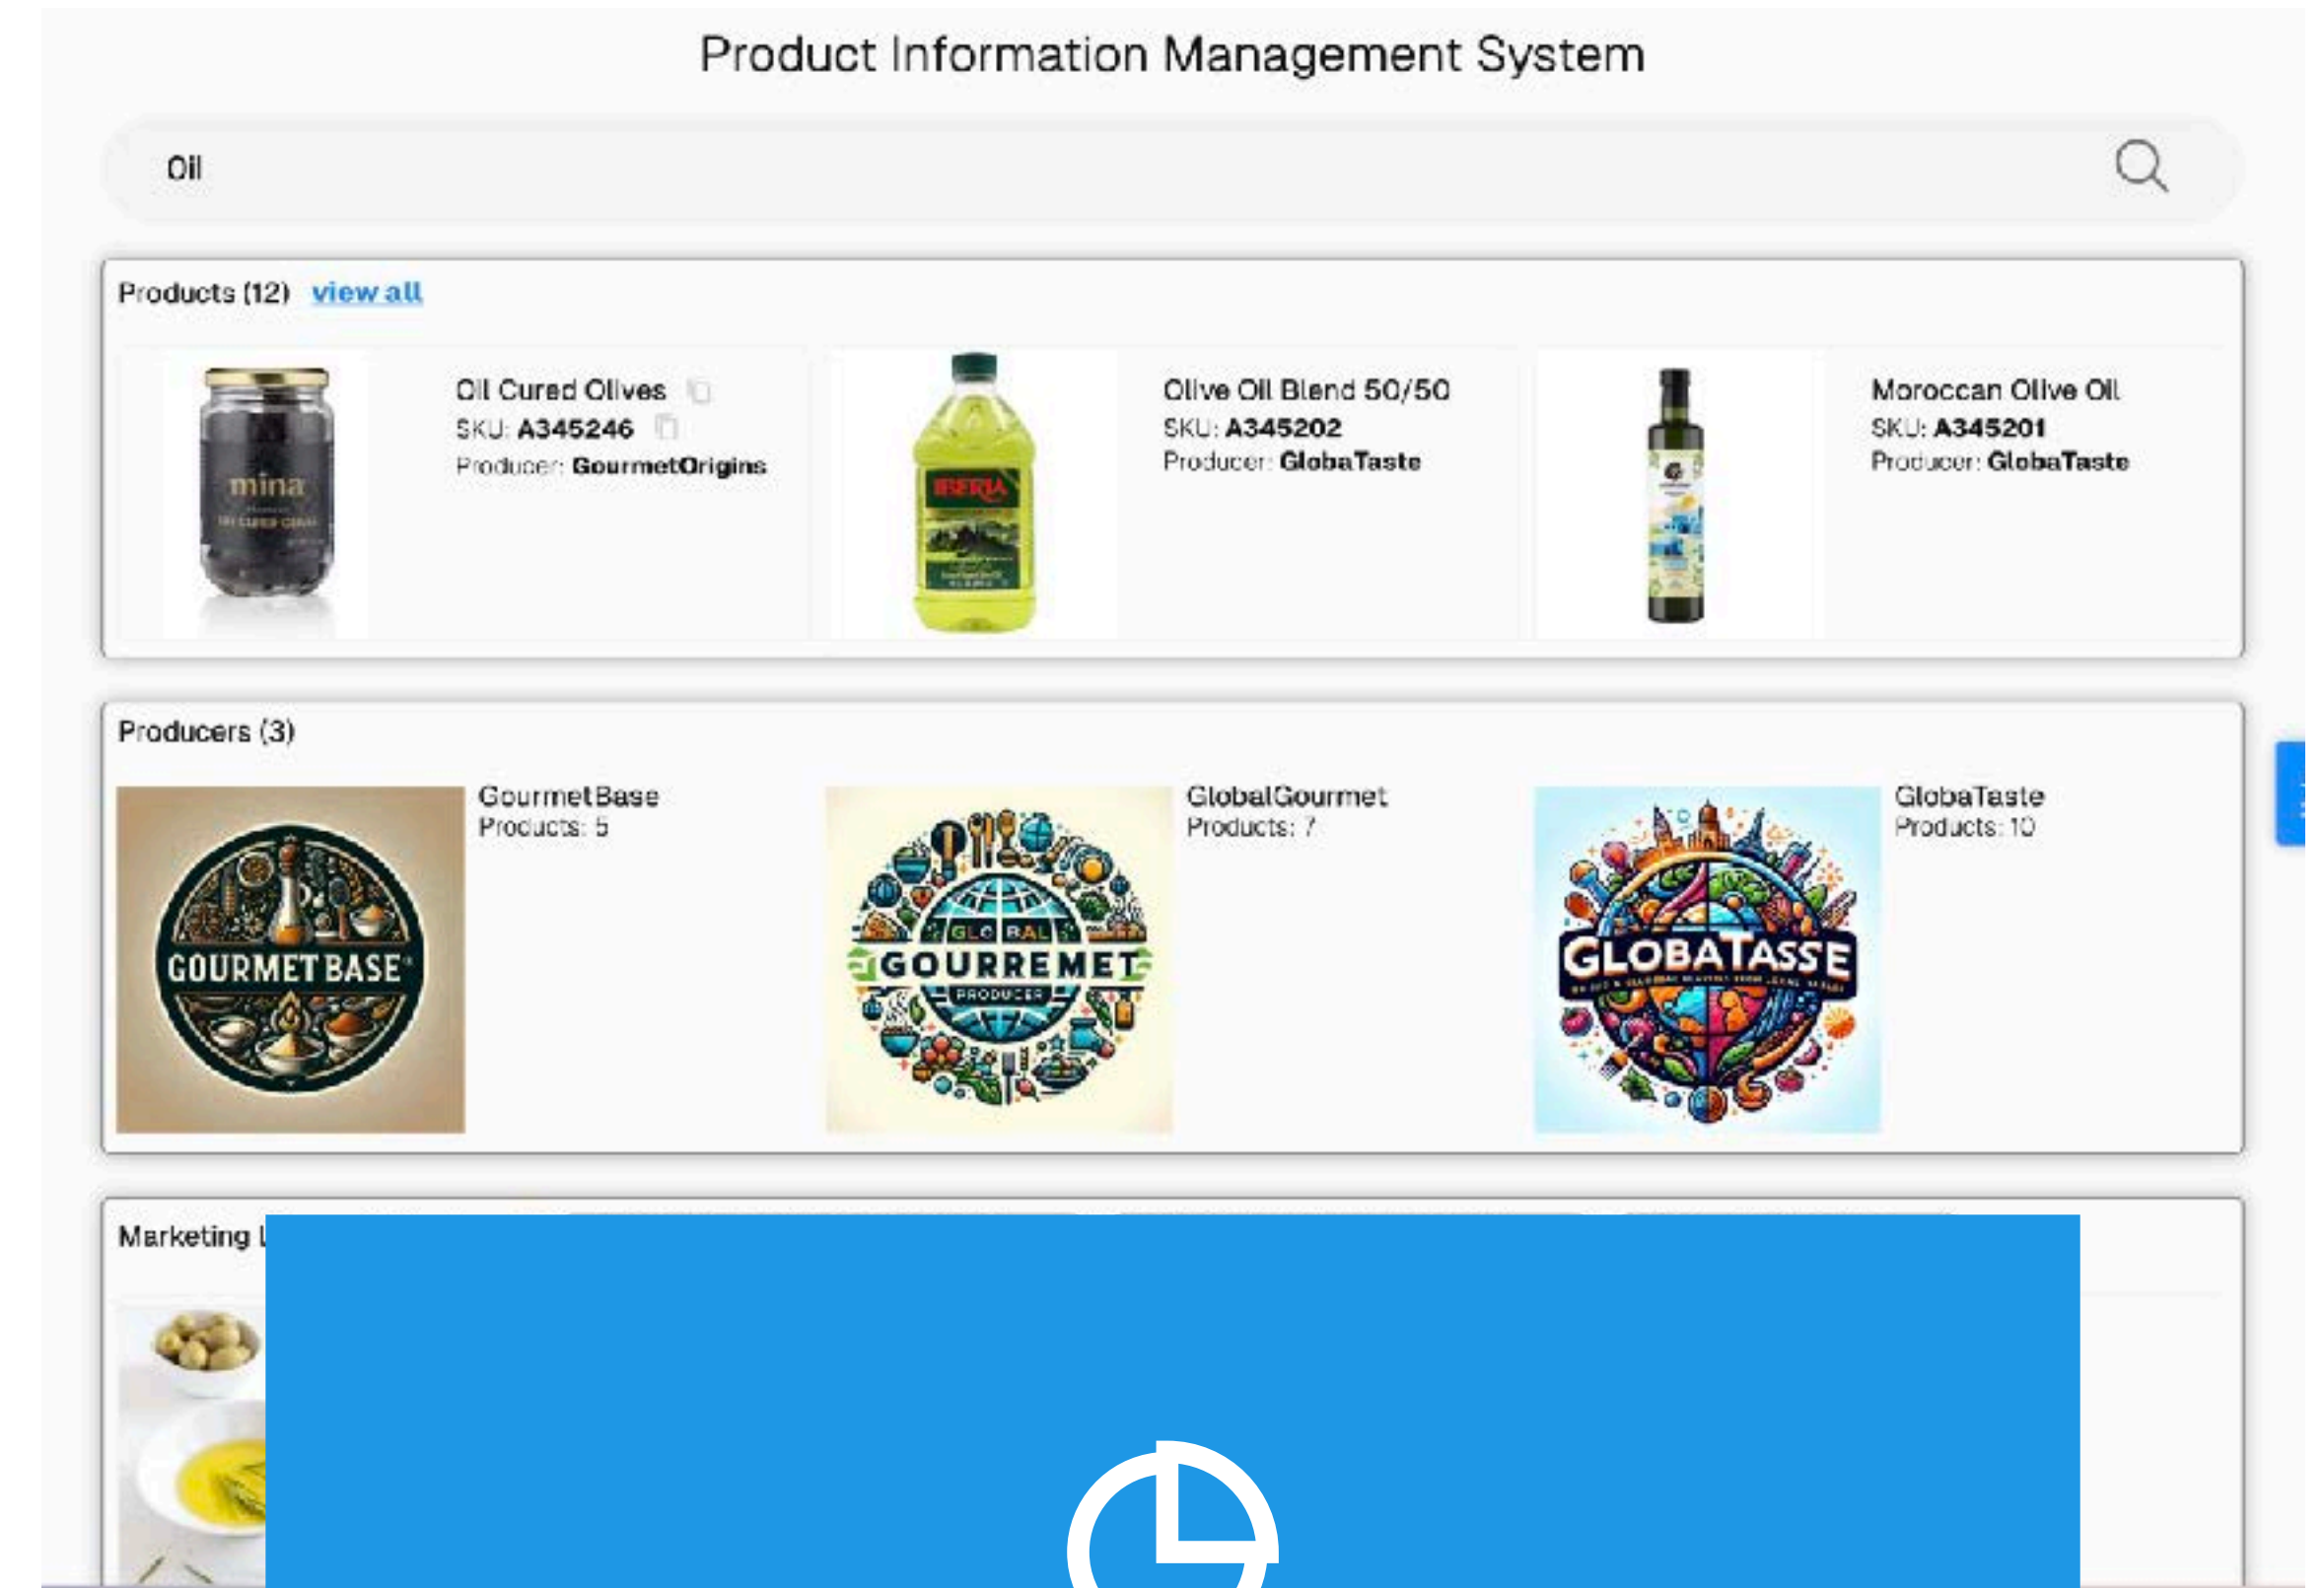 Product Information Management System
Oil
Products (12) view all
Oil Cured Olives
SKU: A345246
Producer: GourmetOrigins
mina
Olive Oil Blend 50/50
SKU: A345202
Producer: GlobaTaste
IBERIA
Moroccan Olive Oil
SKU: A345201
Producer: GlobaTaste
Producers (3)
GourmetBase
Products: 5
GOURMET BASE
GlobalGourmet
Products: 7
GLOBAL
GOURREMET
PRODUCER
GlobaTaste
Products: 10
GLOBATASSE
Marketing